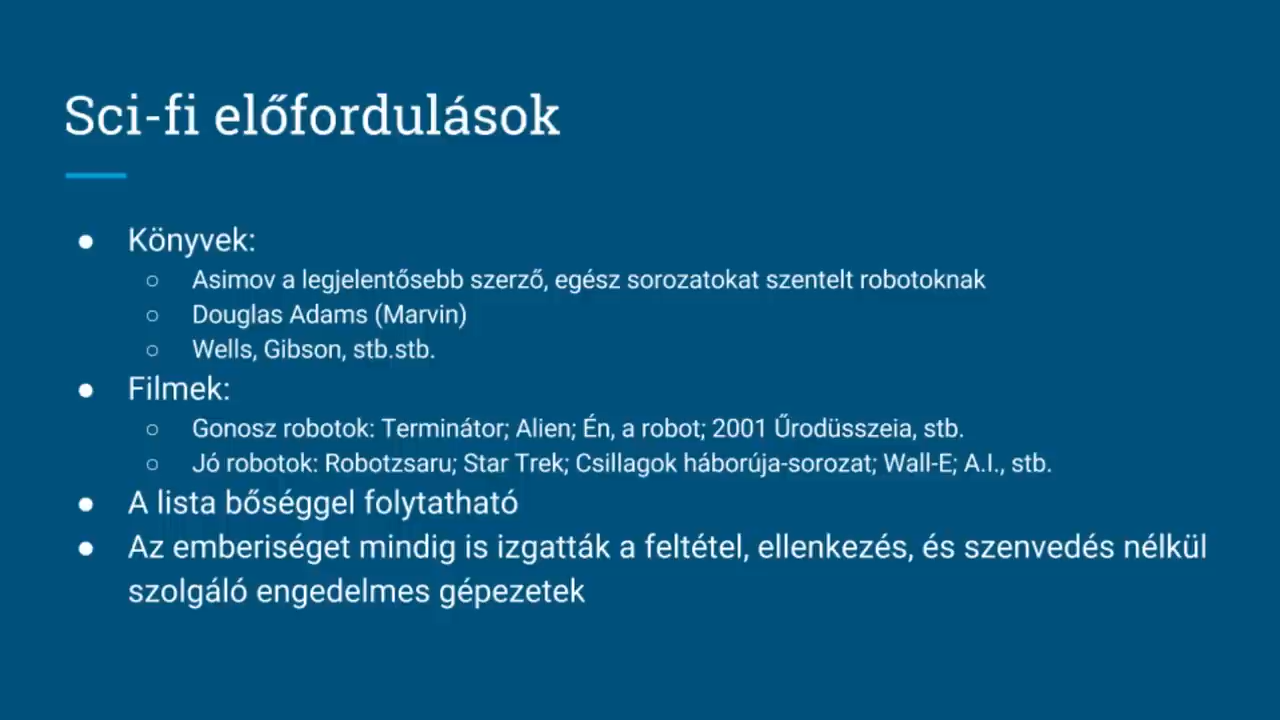 Sci-fi előfordulások
● Könyvek:
○ Asimov a legjelentősebb szerző, egész sorozatokat szentelt robotoknak
○ Douglas Adams (Marvin)
○ Wells, Gibson, stb.stb.
● Filmek:
○ Gonosz robotok: Terminátor; Alien; Én, a robot; 2001 Űrodüsszeia, stb.
○ Jó robotok: Robotzsaru; Star Trek; Csillagok háborúja-sorozat; Wall-E; A.I., stb.
● A lista bőséggel folytatható
● Az emberiséget mindig is izgatták a feltétel, ellenkezés, és szenvedés nélkül
szolgáló engedelmes gépezetek